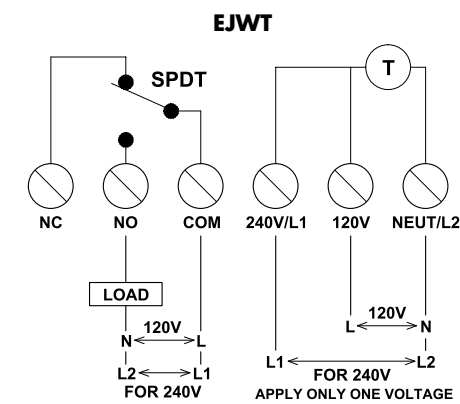 EJWT
SPDT
T
NC NO COM 240V/L1 120V NEUT/L2
LOAD
120V
L N
N 120V L
L1 L2
L2 L1
FOR 240V
FOR 240V
APPLY ONLY ONE VOLTAGE